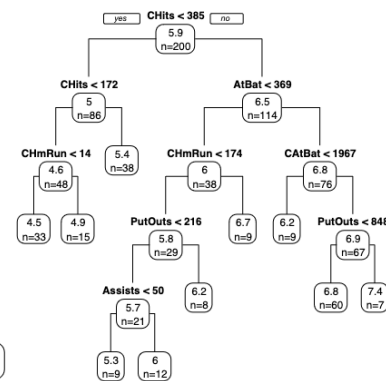 yes CHits < 385 no
5.9
n=200
CHits < 172 AtBat < 369
5 6.5
n=86 n=114
CHmRun < 14 5.4 CHmRun < 174 CAtBat < 1967
n=38
4.6 6 6.8
n=48 n=38 n=76
4.5 4.9 PutOuts < 216 6.7 6.2 PutOuts < 848
n=33 n=15 5.8 n=9 n=9 6.9
n=29 n=67
Assists < 50 6.2 6.8 7.4
5.7 n=8 n=60 n=7
n=21
5.3 6
n=9 n=12